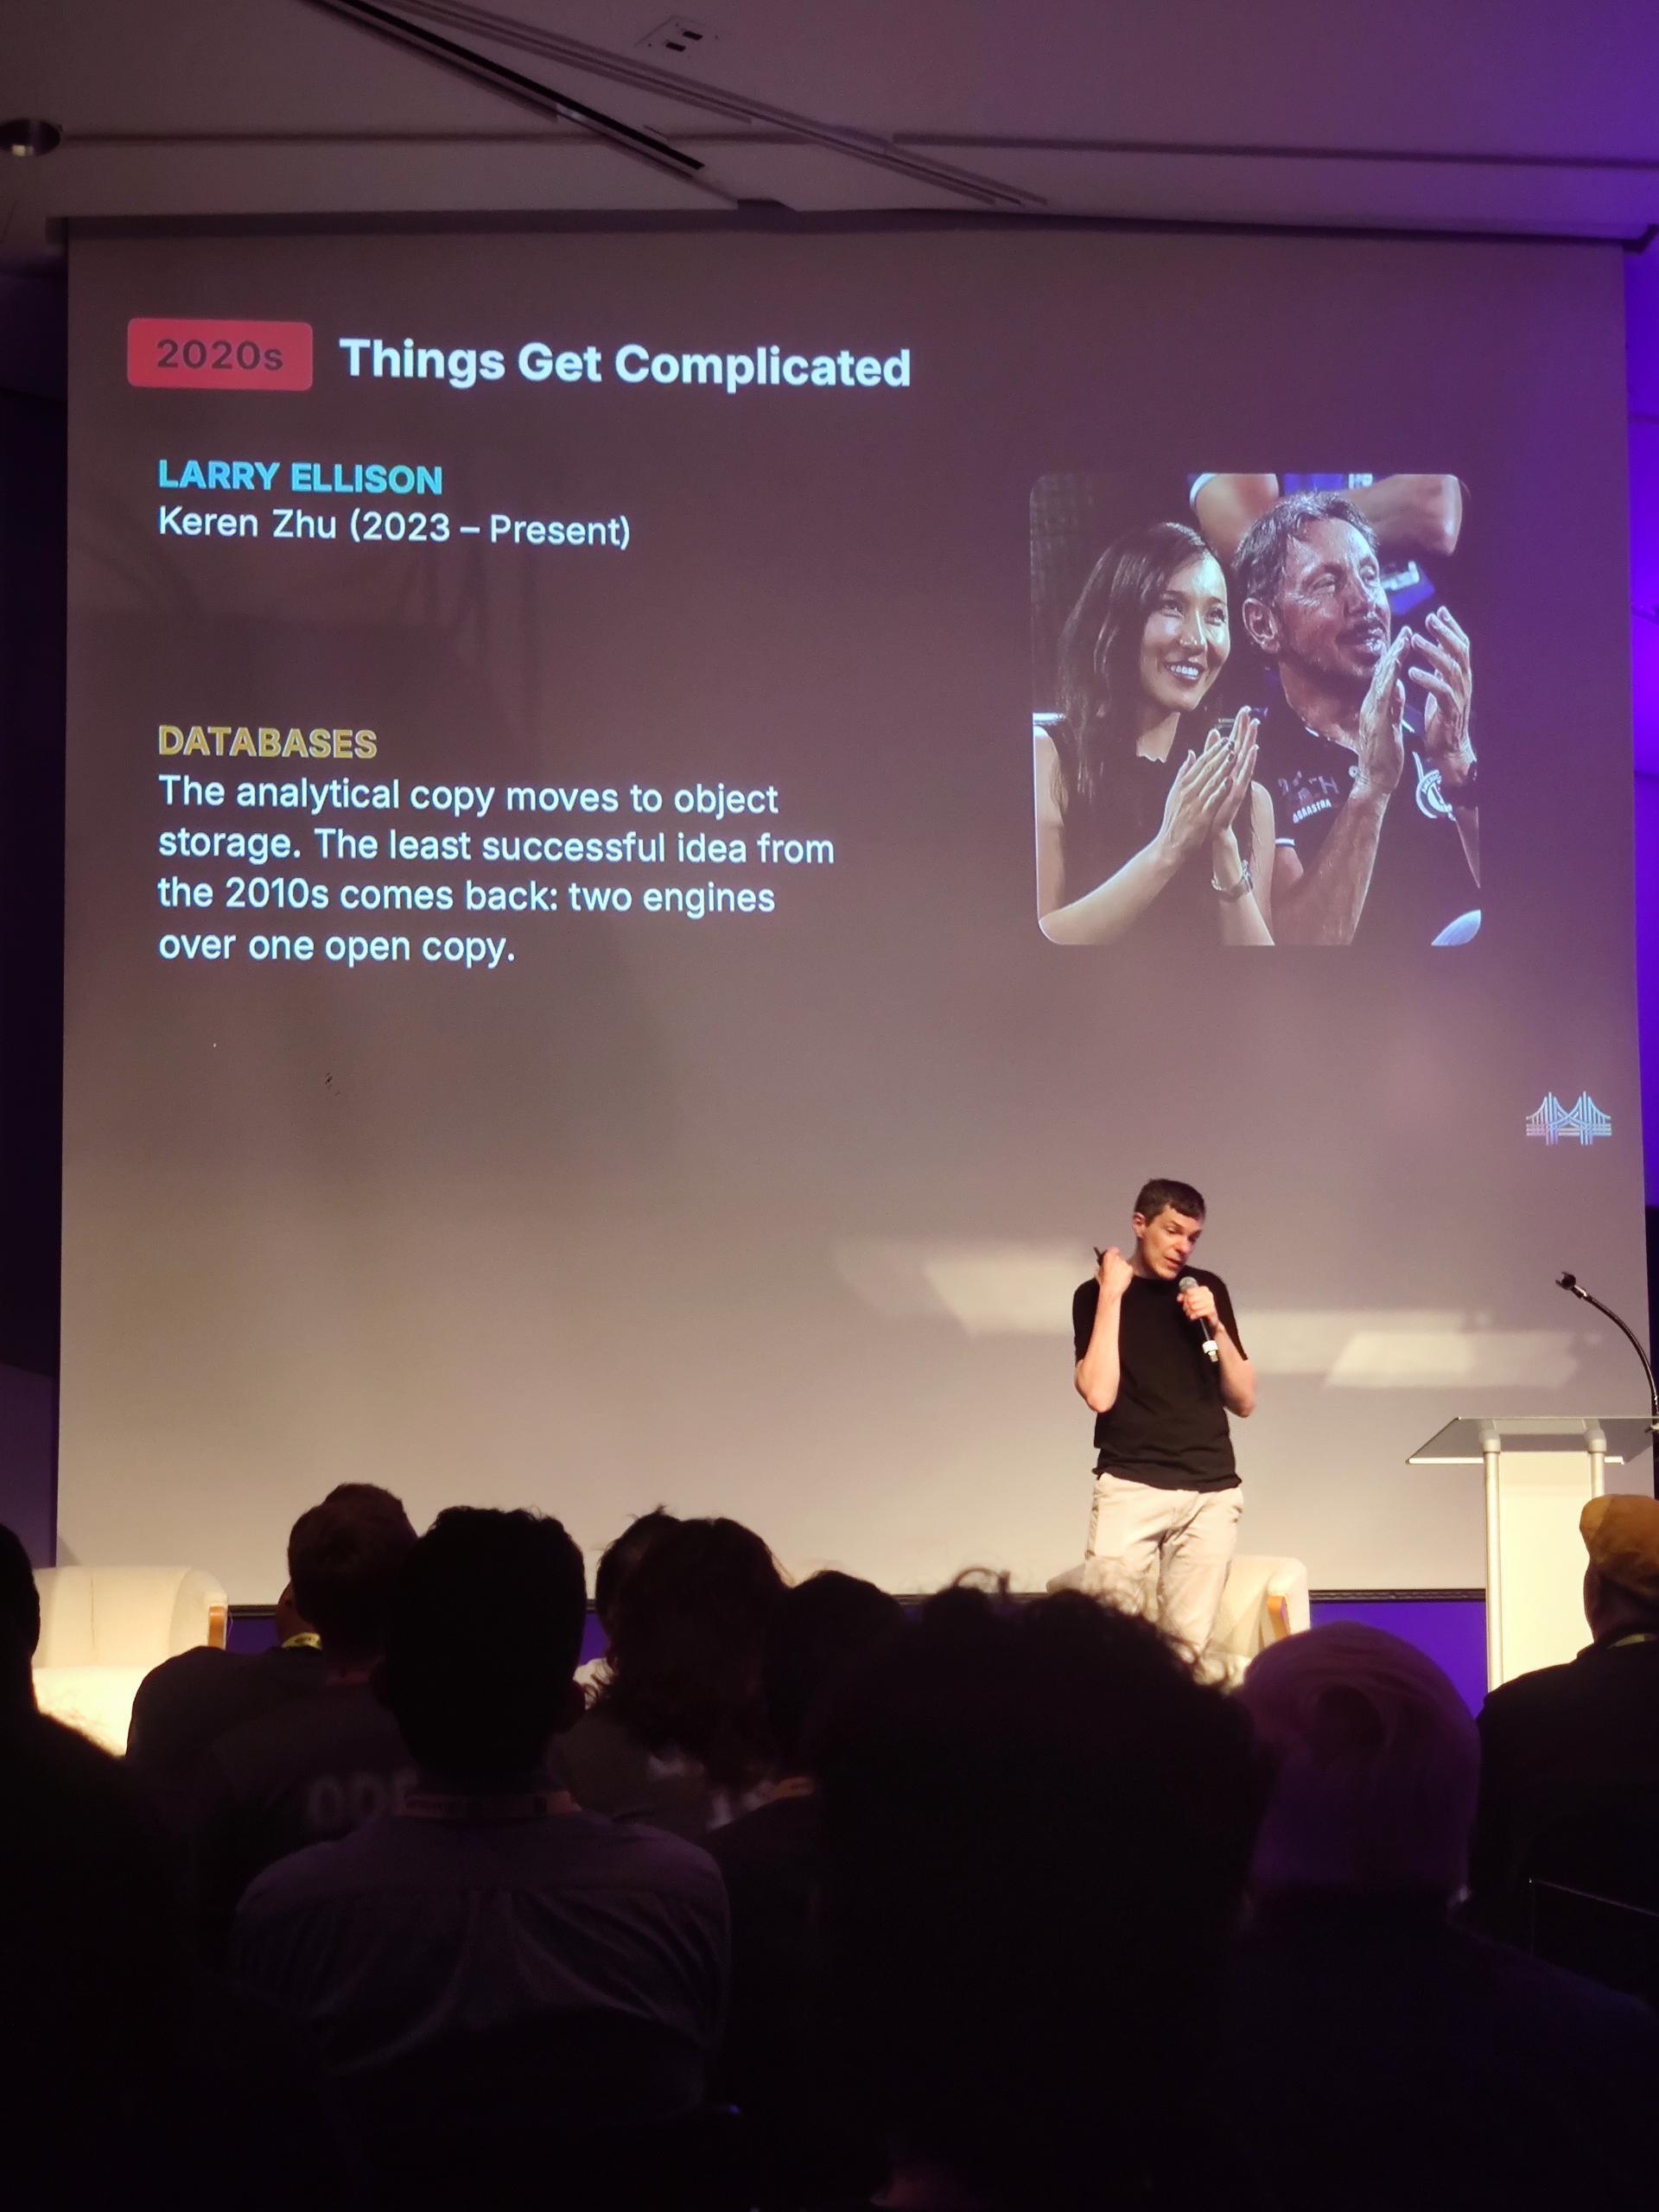 2020s Things Get Complicated
LARRY ELLISON
Keren Zhu (2023 – Present)
DATABASES
The analytical copy moves to object
storage. The least successful idea from
the 2010s comes back: two engines
over one open copy.